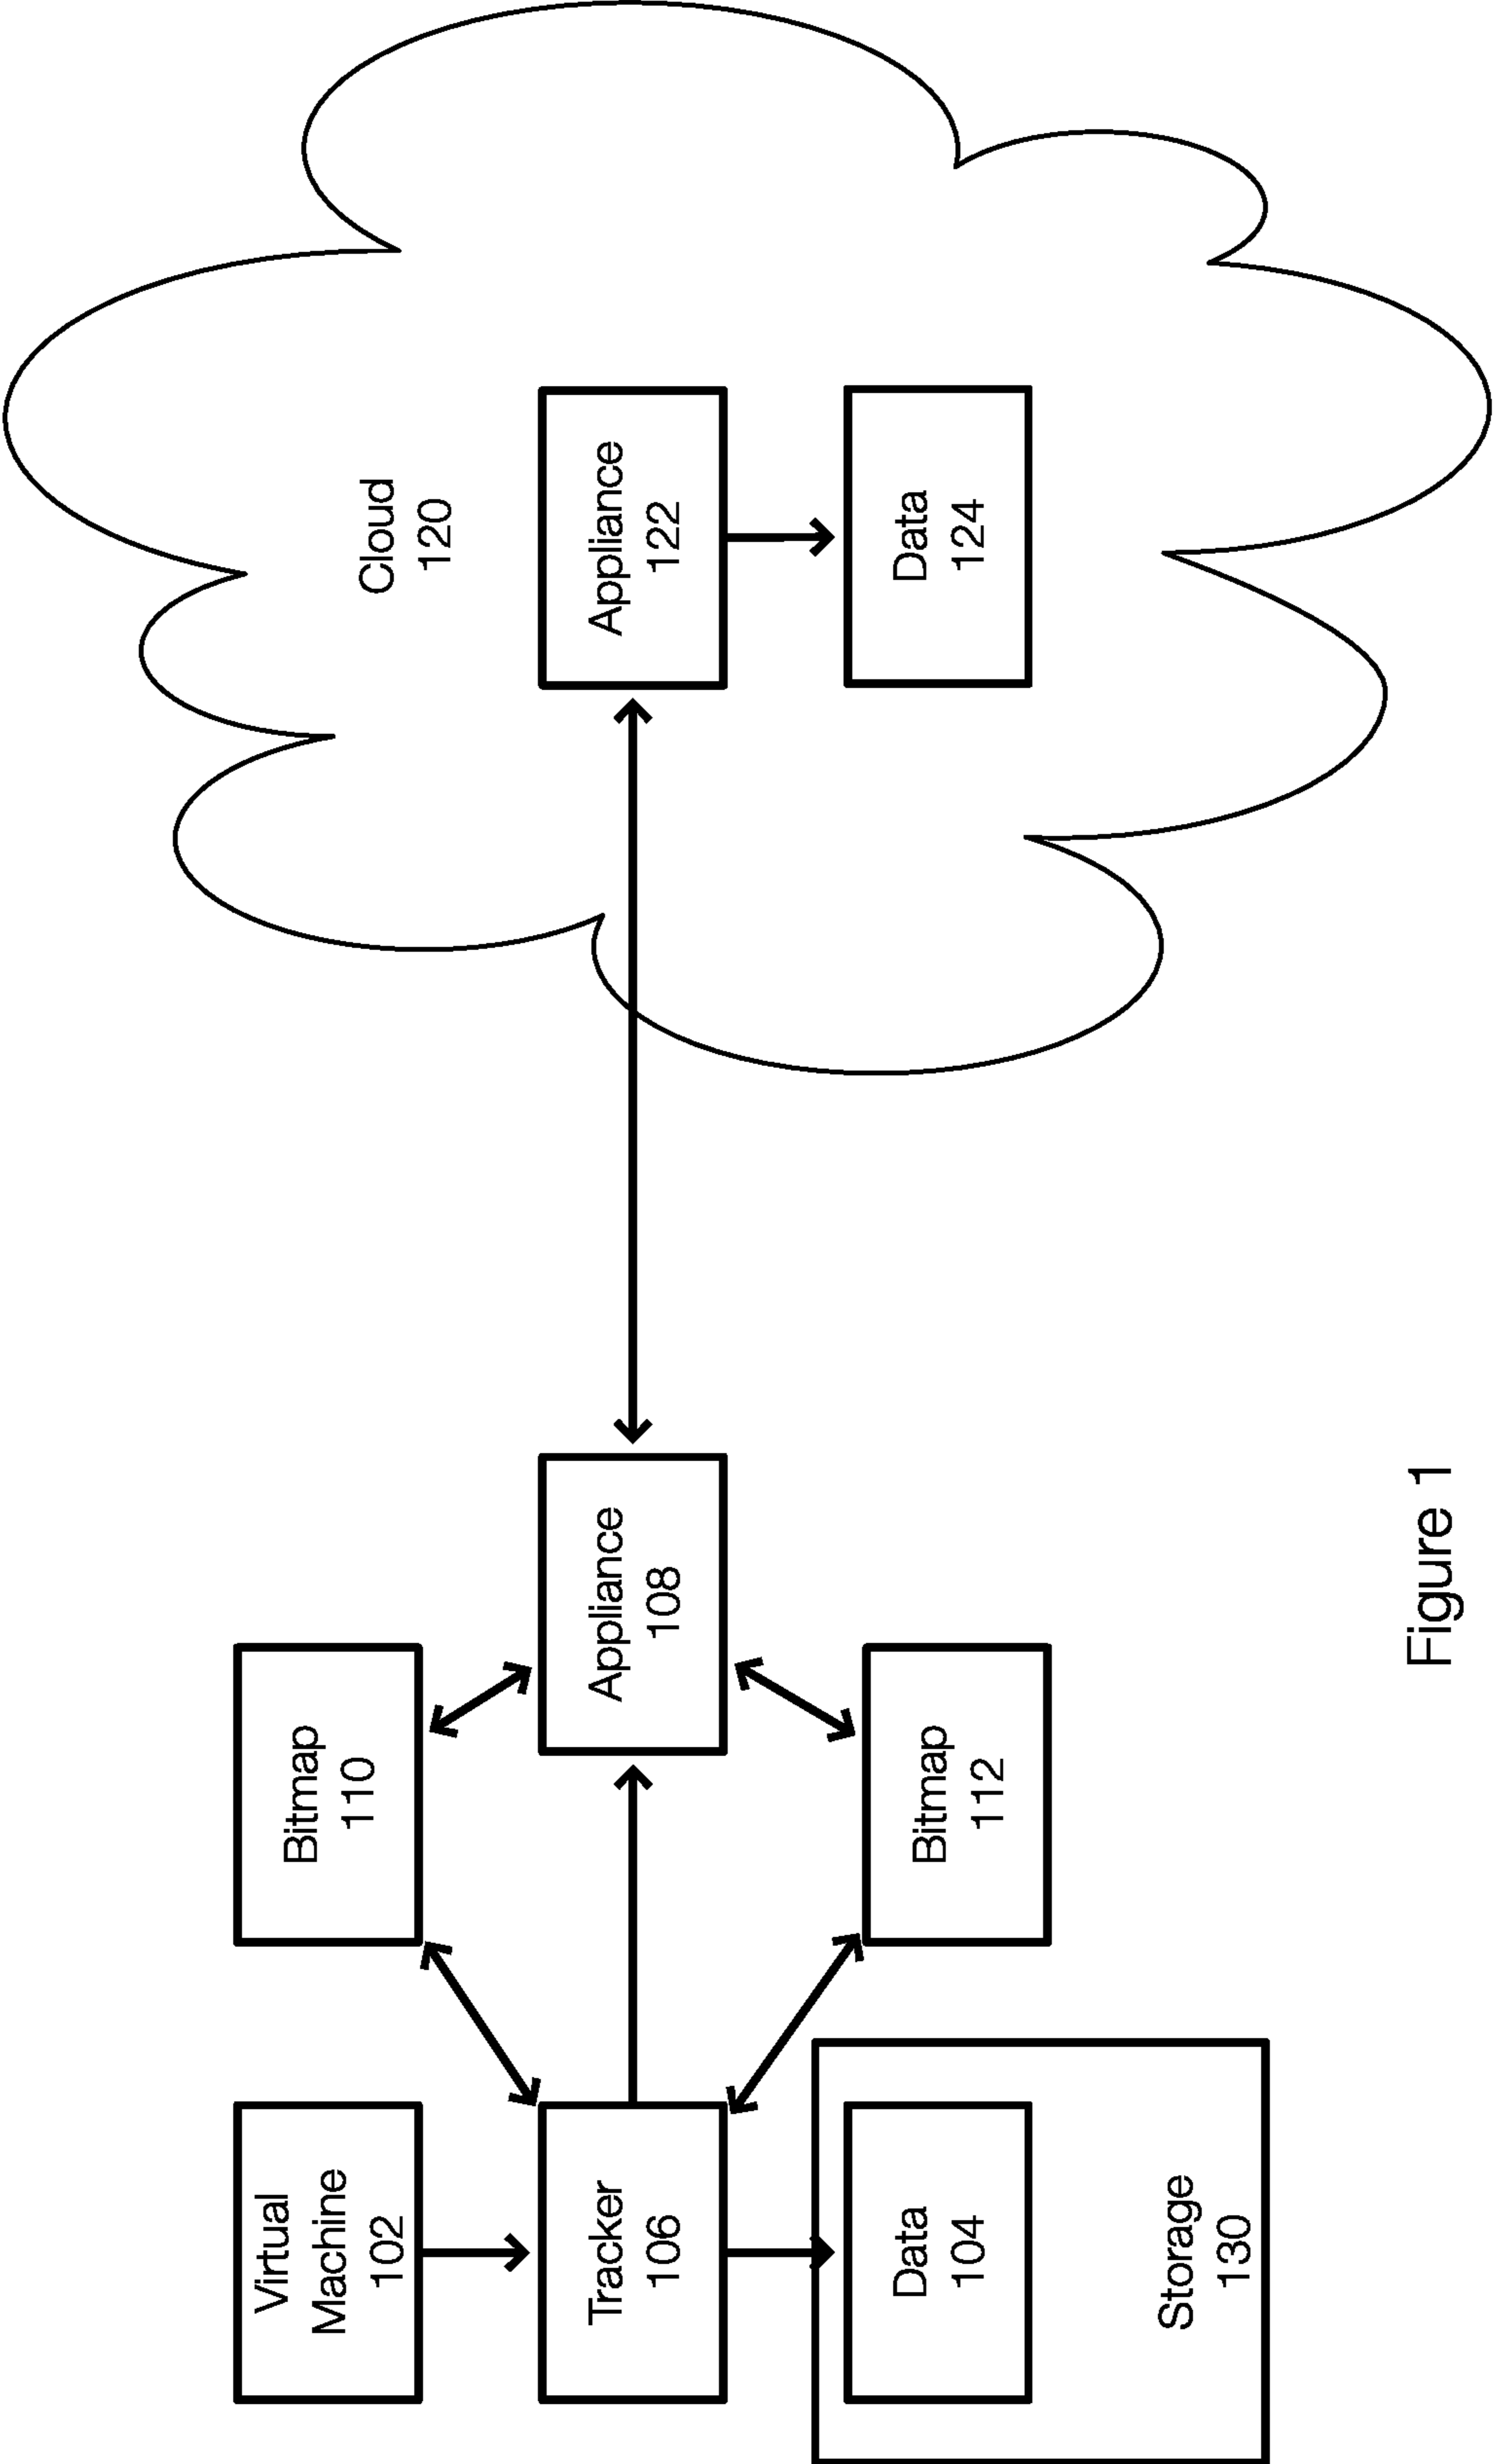 Virtual
Machine
102
Bitmap
110
Cloud
120
Tracker
106
Appliance
108
Appliance
122
Data
104
Bitmap
112
Data
124
Storage
130
Figure 1